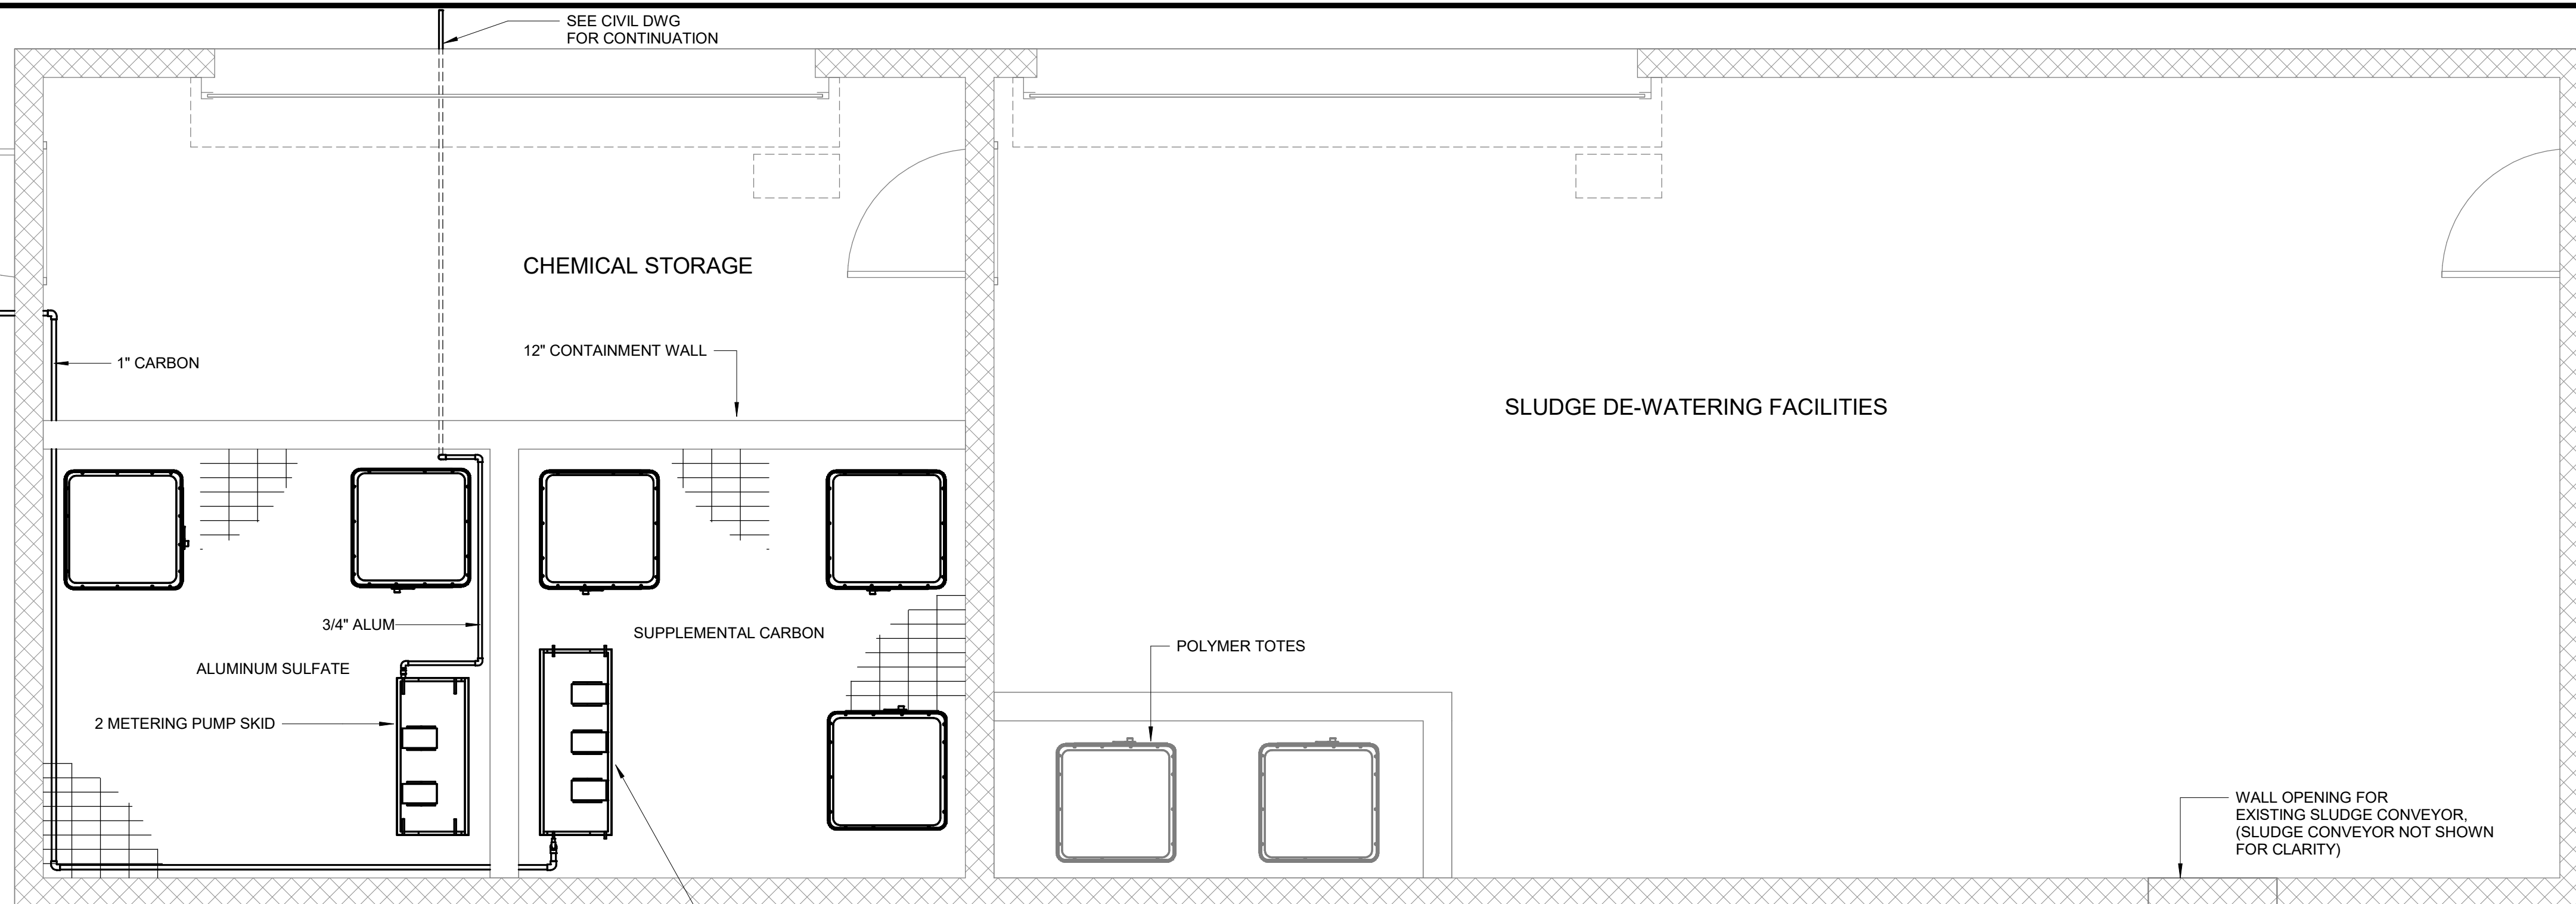 SEE CIVIL DWG
FOR CONTINUATION
CHEMICAL STORAGE
12" CONTAINMENT WALL
1" CARBON
SLUDGE DE-WATERING FACILITIES
3/4" ALUM
SUPPLEMENTAL CARBON
ALUMINUM SULFATE
POLYMER TOTES
2 METERING PUMP SKID
WALL OPENING FOR
EXISTING SLUDGE CONVEYOR,
(SLUDGE CONVEYOR NOT SHOWN
FOR CLARITY)